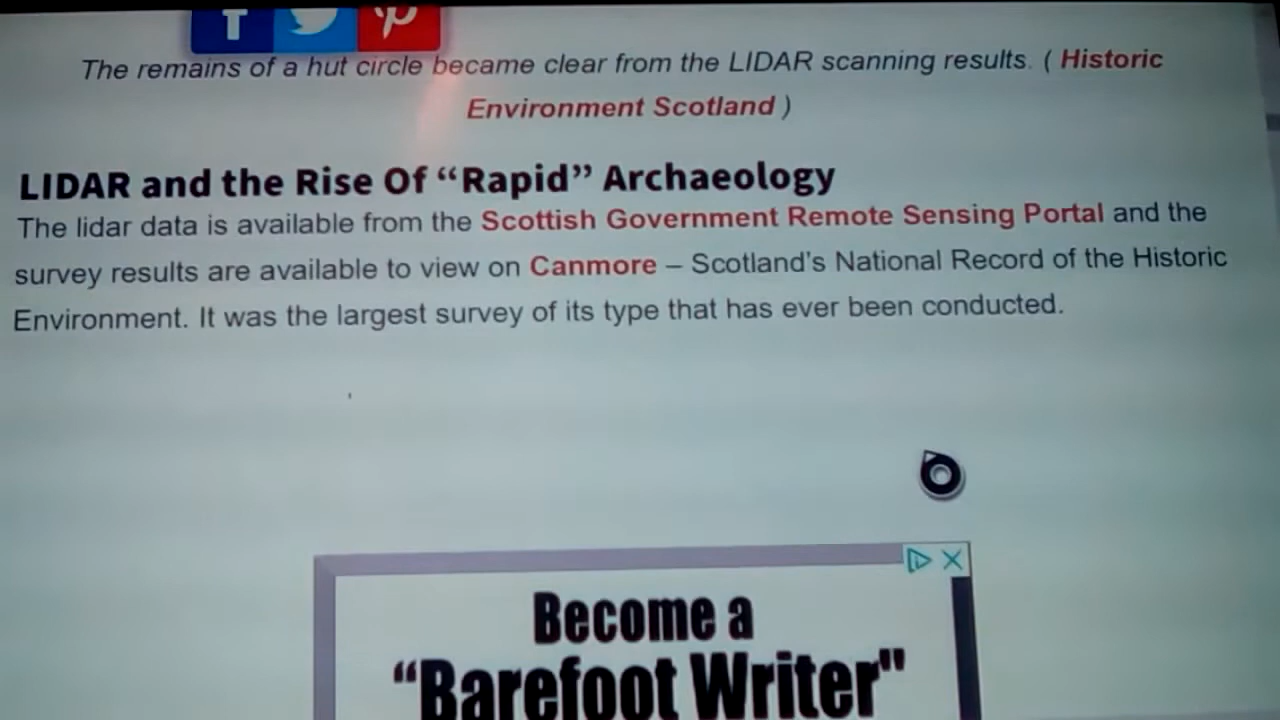 The remains of a hut circle became clear from the LIDAR scanning results. ( Historic
Environment Scotland )
LIDAR and the Rise Of “Rapid” Archaeology
The lidar data is available from the Scottish Government Remote Sensing Portal and the
survey results are available to view on Canmore – Scotland's National Record of the Historic
Environment. It was the largest survey of its type that has ever been conducted.
Become a
“Barefoot Writer"